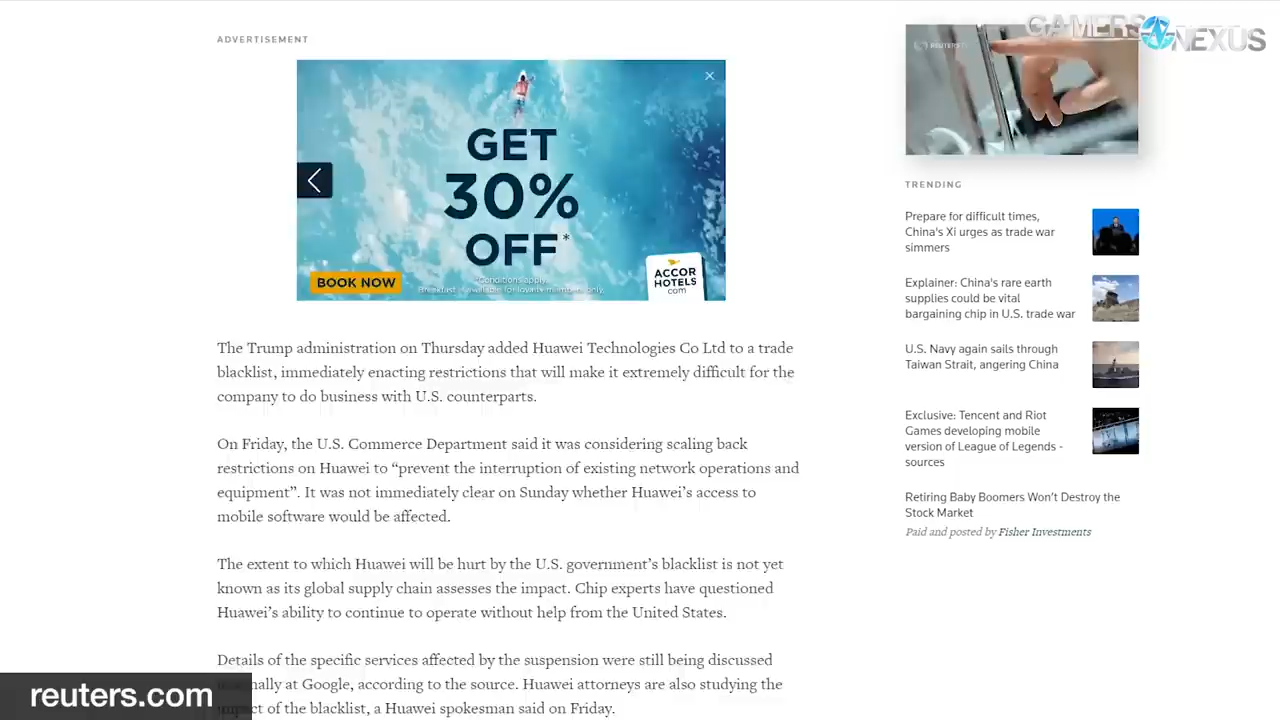 GAMERS NEXUS
ADVERTISEMENT
REUTERS
GET
30%
OFF*
BOOK NOW
*Conditions apply.
Breakfast is available for loyalty members only.
ACCOR
HOTELS
.com
The Trump administration on Thursday added Huawei Technologies Co Ltd to a trade
blacklist, immediately enacting restrictions that will make it extremely difficult for the
company to do business with U.S. counterparts.
On Friday, the U.S. Commerce Department said it was considering scaling back
restrictions on Huawei to “prevent the interruption of existing network operations and
equipment”. It was not immediately clear on Sunday whether Huawei’s access to
mobile software would be affected.
The extent to which Huawei will be hurt by the U.S. government’s blacklist is not yet
known as its global supply chain assesses the impact. Chip experts have questioned
Huawei’s ability to continue to operate without help from the United States.
Details of the specific services affected by the suspension were still being discussed
at Google, according to the source. Huawei attorneys are also studying the
of the blacklist, a Huawei spokesman said on Friday.
TRENDING
Prepare for difficult times,
China's Xi urges as trade war
simmers
Explainer: China's rare earth
supplies could be vital
bargaining chip in U.S. trade war
U.S. Navy again sails through
Taiwan Strait, angering China
Exclusive: Tencent and Riot
Games developing mobile
version of League of Legends -
sources
Retiring Baby Boomers Won’t Destroy the
Stock Market
Paid and posted by Fisher Investments
reuters.com